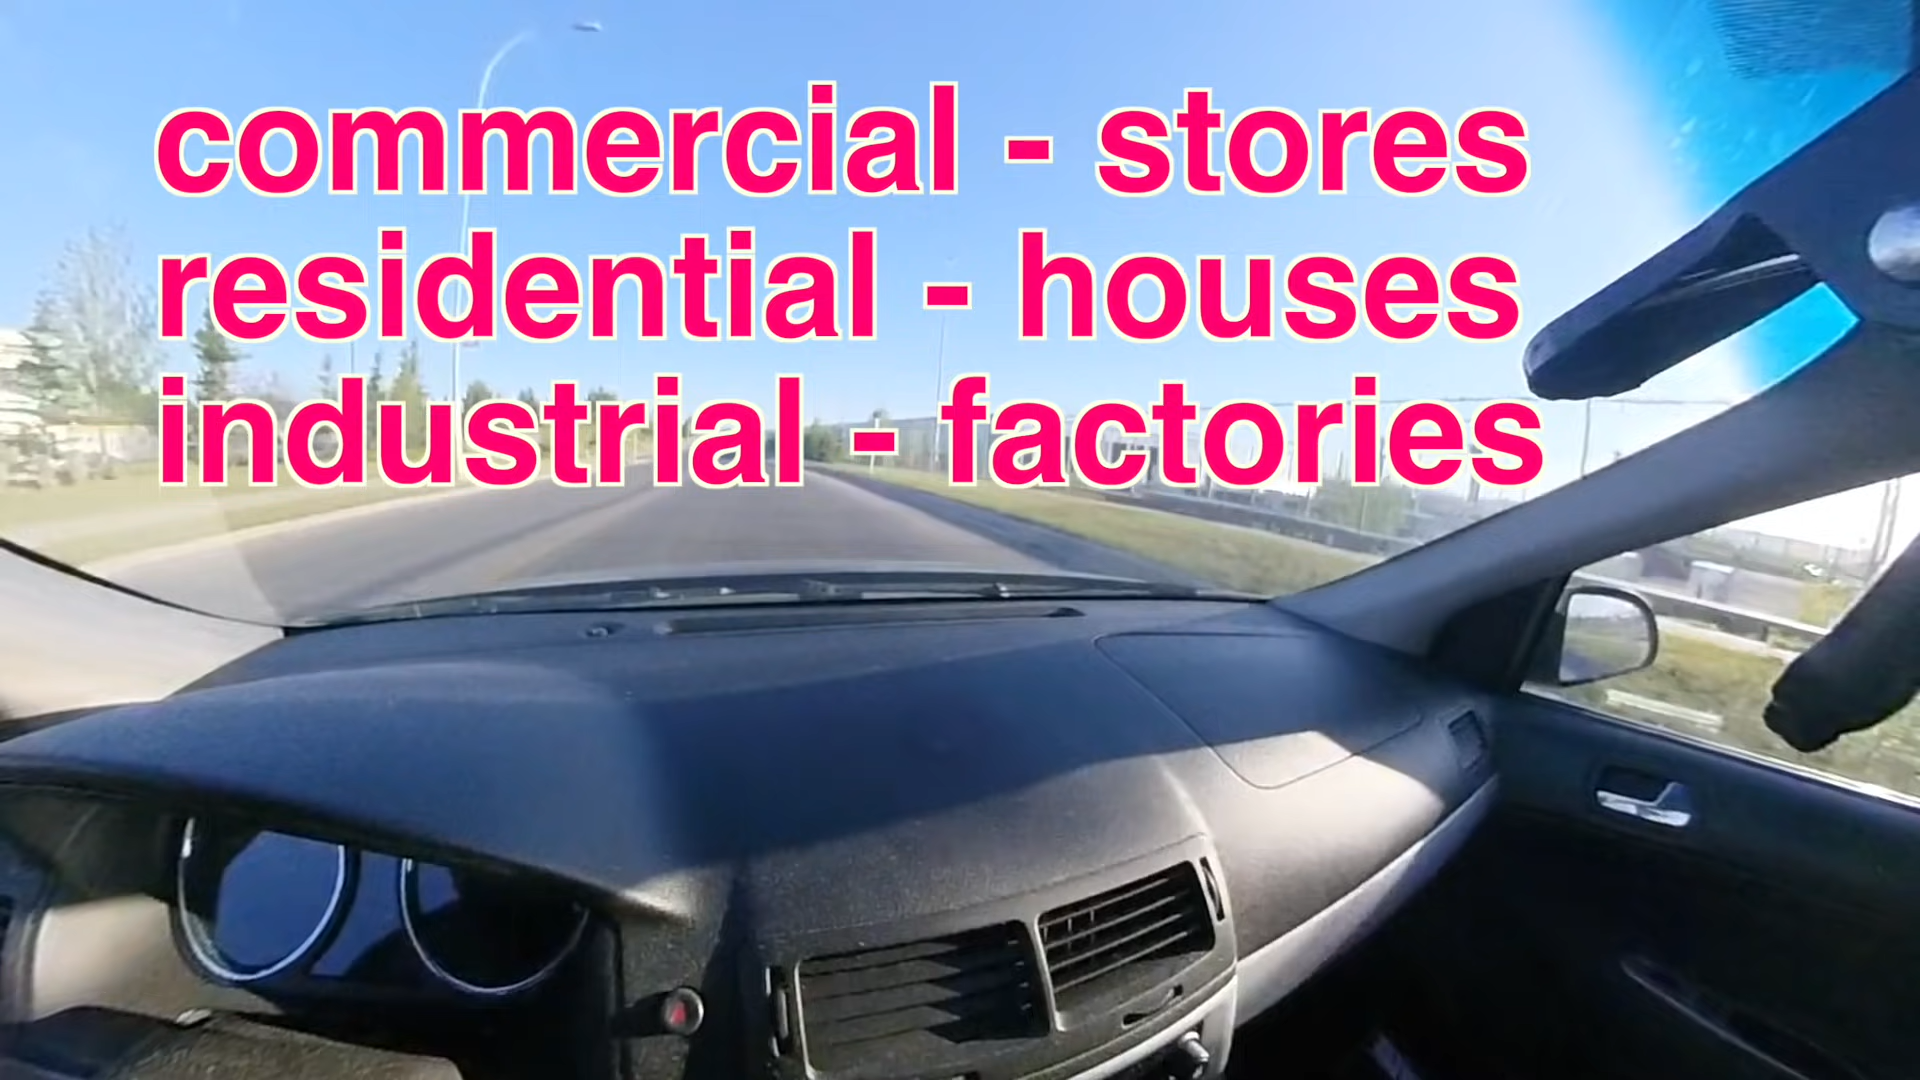 commercial - stores
residential - houses
industrial - factories